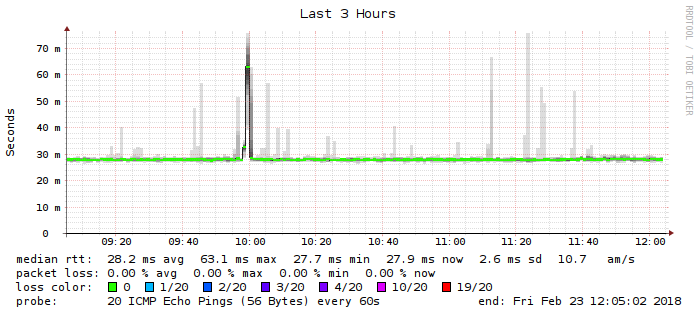 Last 3 Hours
RRDTOOL / TOBI OETIKER
Seconds
70 m
60 m
50 m
40 m
30 m
20 m
10 m
0
09:20 09:40 10:00 10:20 10:40 11:00 11:20 11:40 12:00
median rtt: 28.2 ms avg 63.1 ms max 27.7 ms min 27.9 ms now 2.6 ms sd 10.7 am/s
packet loss: 0.00 % avg 0.00 % max 0.00 % min 0.00 % now
loss color: 0 1/20 2/20 3/20 4/20 10/20 19/20
probe: 20 ICMP Echo Pings (56 Bytes) every 60s end: Fri Feb 23 12:05:02 2018